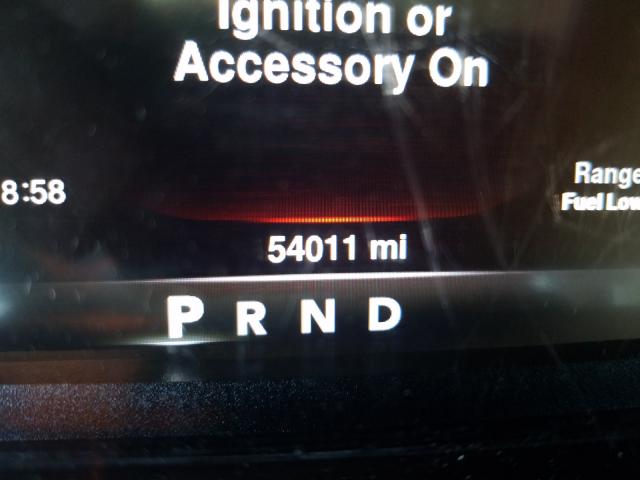 Ignition or
Accessory On
8:58
Range
Fuel Low
54011 mi
P R N D